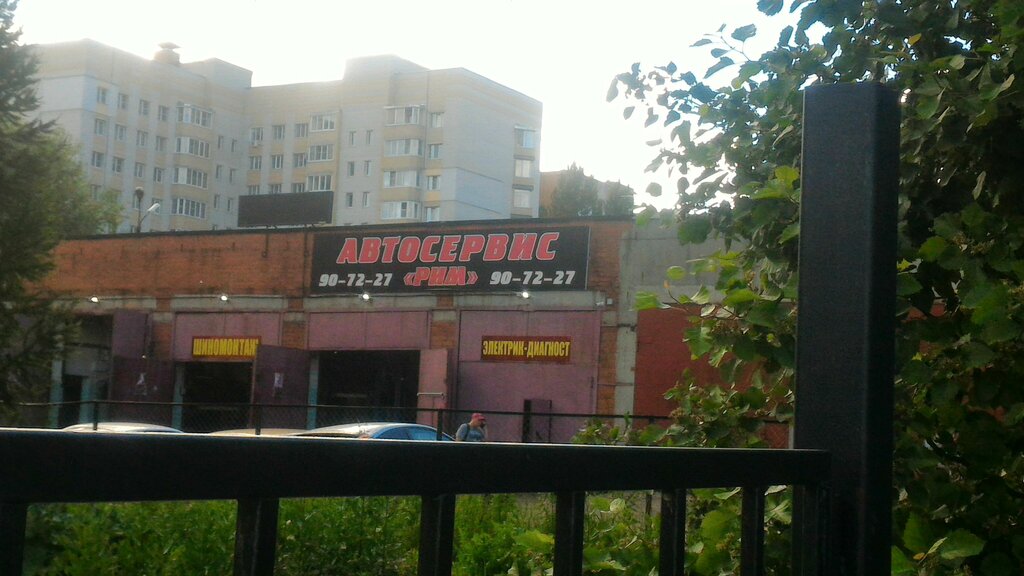 АВТОСЕРВИС
90-72-27 «РИМ» 90-72-27
ШИНОМОНТАЖ
ЭЛЕКТРИК-ДИАГНОСТ